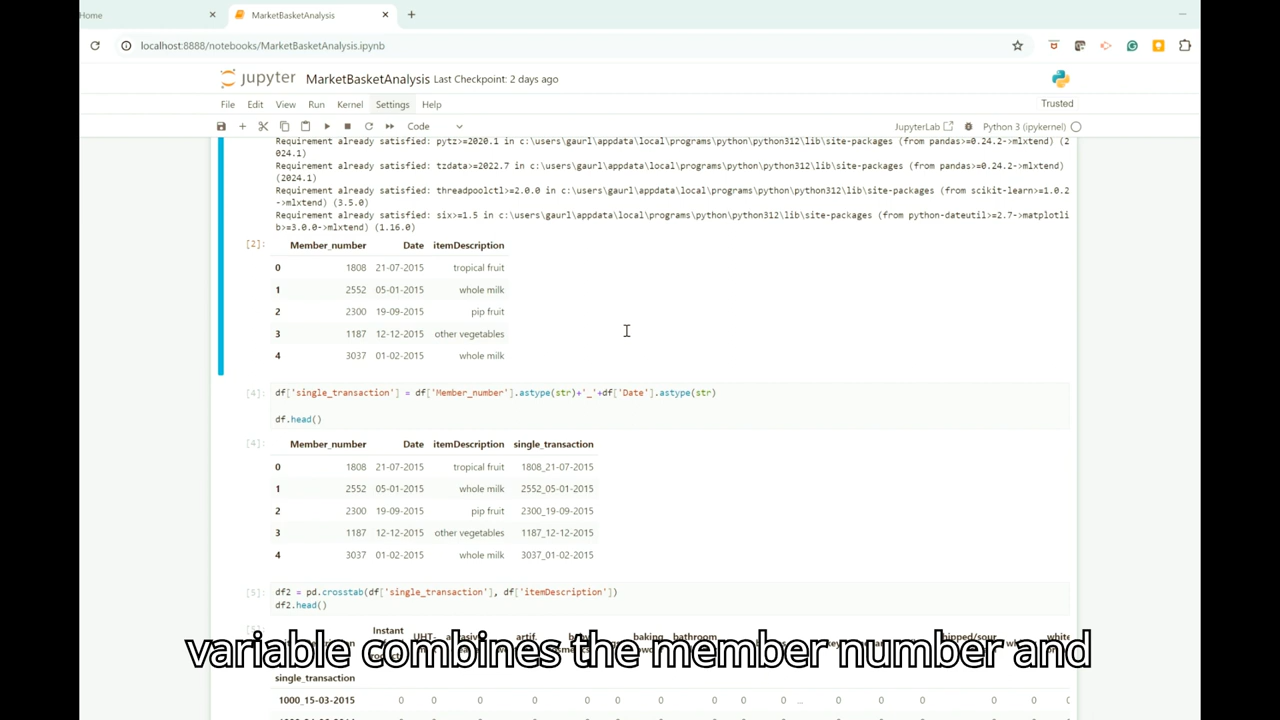 Home
MarketBasketAnalysis
localhost:8888/notebooks/MarketBasketAnalysis.ipynb
jupyter MarketBasketAnalysis Last Checkpoint: 2 days ago
File Edit View Run Kernel Settings Help
Trusted
Code
JupyterLab Python 3 (ipykernel)
Requirement already satisfied: pytz>=2020.1 in c:\users\gaurl\appdata\local\programs\python\python312\lib\site-packages (from pandas>=0.24.2->mlxtend) (2
024.1)
Requirement already satisfied: tzdata>=2022.7 in c:\users\gaurl\appdata\local\programs\python\python312\lib\site-packages (from pandas>=0.24.2->mlxtend)
(2024.1)
Requirement already satisfied: threadpoolctl>=2.0.0 in c:\users\gaurl\appdata\local\programs\python\python312\lib\site-packages (from scikit-learn>=1.0.2
->mlxtend) (3.5.0)
Requirement already satisfied: six>=1.5 in c:\users\gaurl\appdata\local\programs\python\python312\lib\site-packages (from python-dateutil>=2.7->matplotli
b>=3.0.0->mlxtend) (1.16.0)
[2]: Member_number Date itemDescription
0 1808 21-07-2015 tropical fruit
1 2552 05-01-2015 whole milk
2 2300 19-09-2015 pip fruit
3 1187 12-12-2015 other vegetables
4 3037 01-02-2015 whole milk
[4]: df['single_transaction'] = df['Member_number'].astype(str)+'_'+df['Date'].astype(str)
df.head()
[4]: Member_number Date itemDescription single_transaction
0 1808 21-07-2015 tropical fruit 1808_21-07-2015
1 2552 05-01-2015 whole milk 2552_05-01-2015
2 2300 19-09-2015 pip fruit 2300_19-09-2015
3 1187 12-12-2015 other vegetables 1187_12-12-2015
4 3037 01-02-2015 whole milk 3037_01-02-2015
[5]: df2 = pd.crosstab(df['single_transaction'], df['itemDescription'])
df2.head()
Instant
baking
variable combines the member number and
single_transaction
1000_15-03-2015 0 0 0 0 0 0 0 0 ... 0 0 0 0 0 0